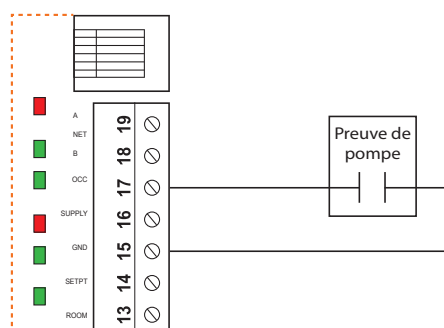 A
NET
B
OCC
SUPPLY
GND
SETPT
ROOM
19
18
17
16
15
14
13
Preuve de
pompe